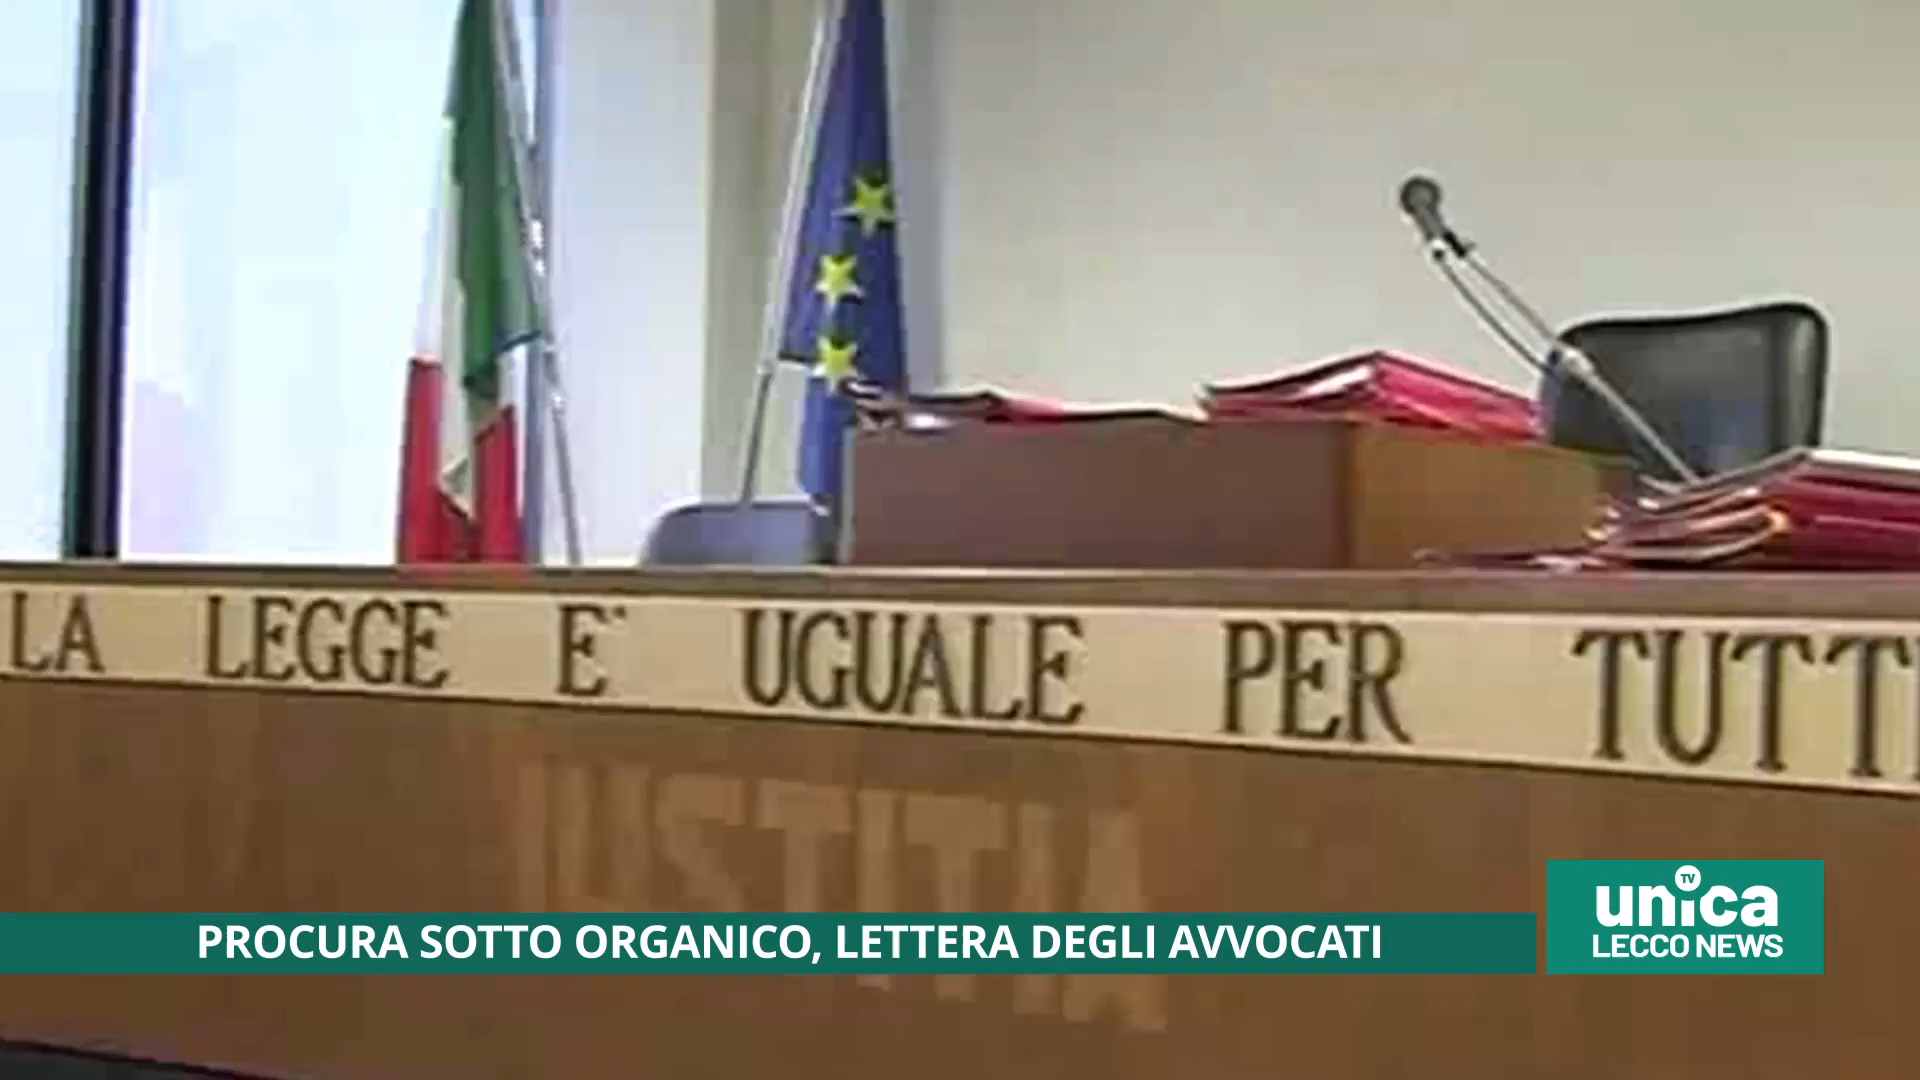 LA LEGGE E' UGUALE PER TUTTI
IUSTITIA
PROCURA SOTTO ORGANICO, LETTERA DEGLI AVVOCATI
unica
TV
LECCO NEWS